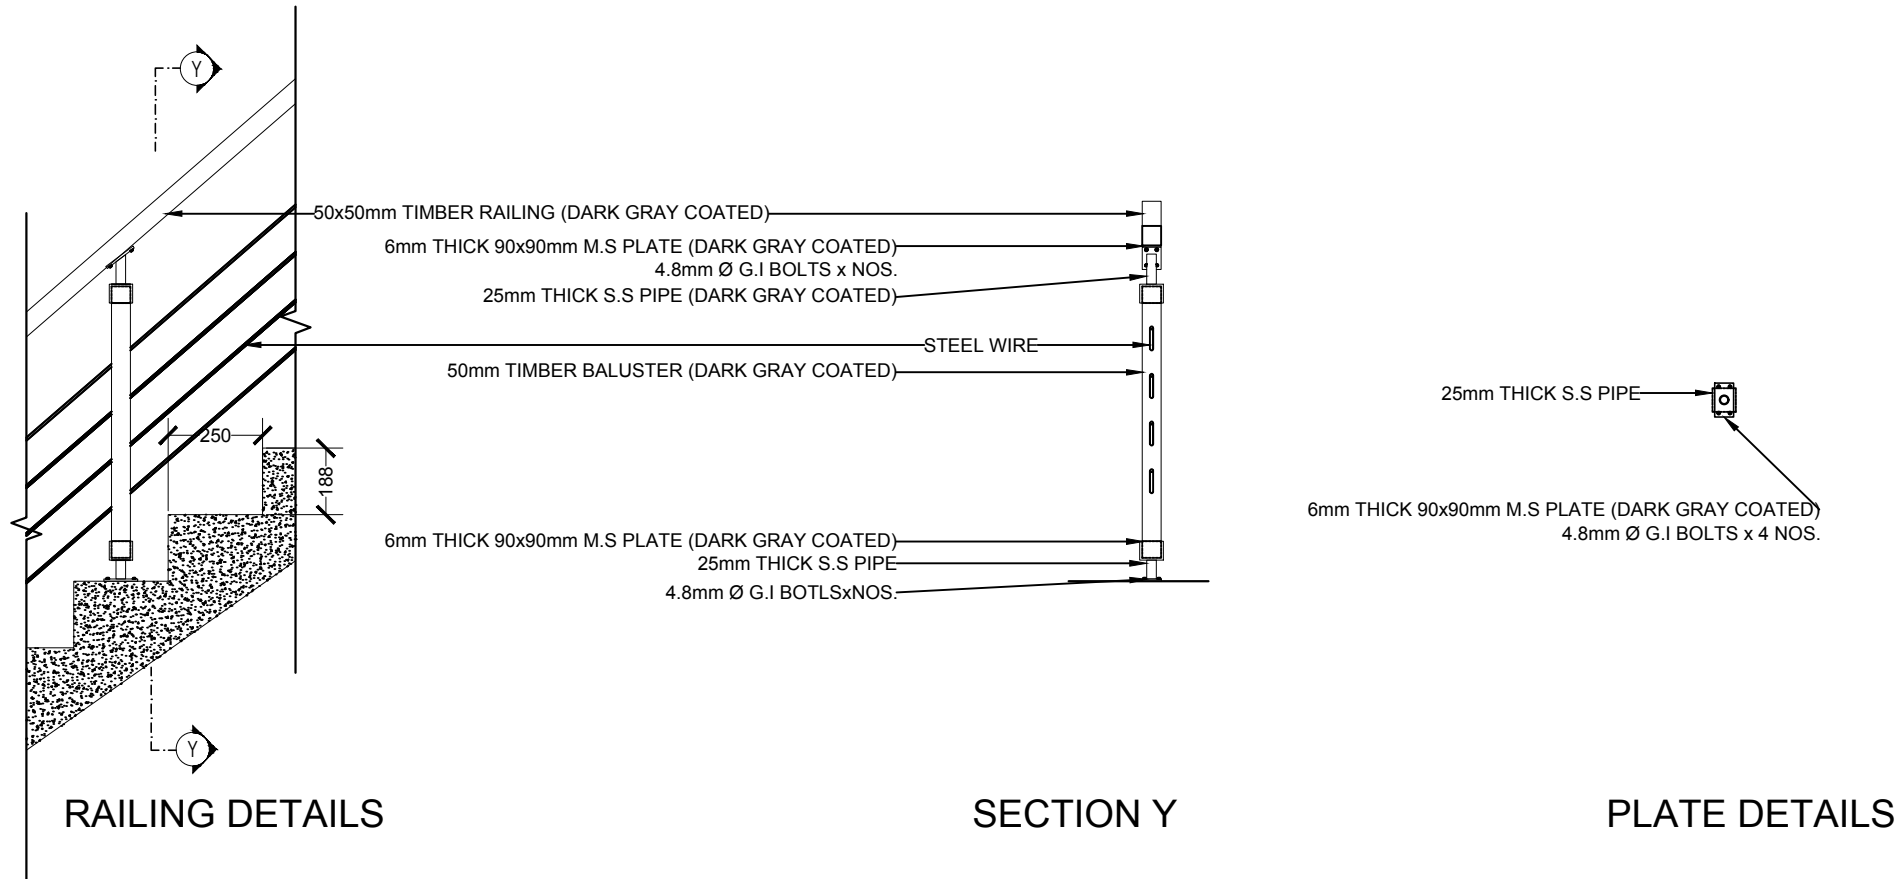 Y
50x50mm TIMBER RAILING (DARK GRAY COATED)
6mm THICK 90x90mm M.S PLATE (DARK GRAY COATED)
4.8mm Ø G.I BOLTS x NOS.
25mm THICK S.S PIPE (DARK GRAY COATED)
STEEL WIRE
50mm TIMBER BALUSTER (DARK GRAY COATED)
25mm THICK S.S PIPE
250
188
6mm THICK 90x90mm M.S PLATE (DARK GRAY COATED)
4.8mm Ø G.I BOLTS x 4 NOS.
6mm THICK 90x90mm M.S PLATE (DARK GRAY COATED)
25mm THICK S.S PIPE
4.8mm Ø G.I BOTLSxNOS.
Y
RAILING DETAILS
SECTION Y
PLATE DETAILS